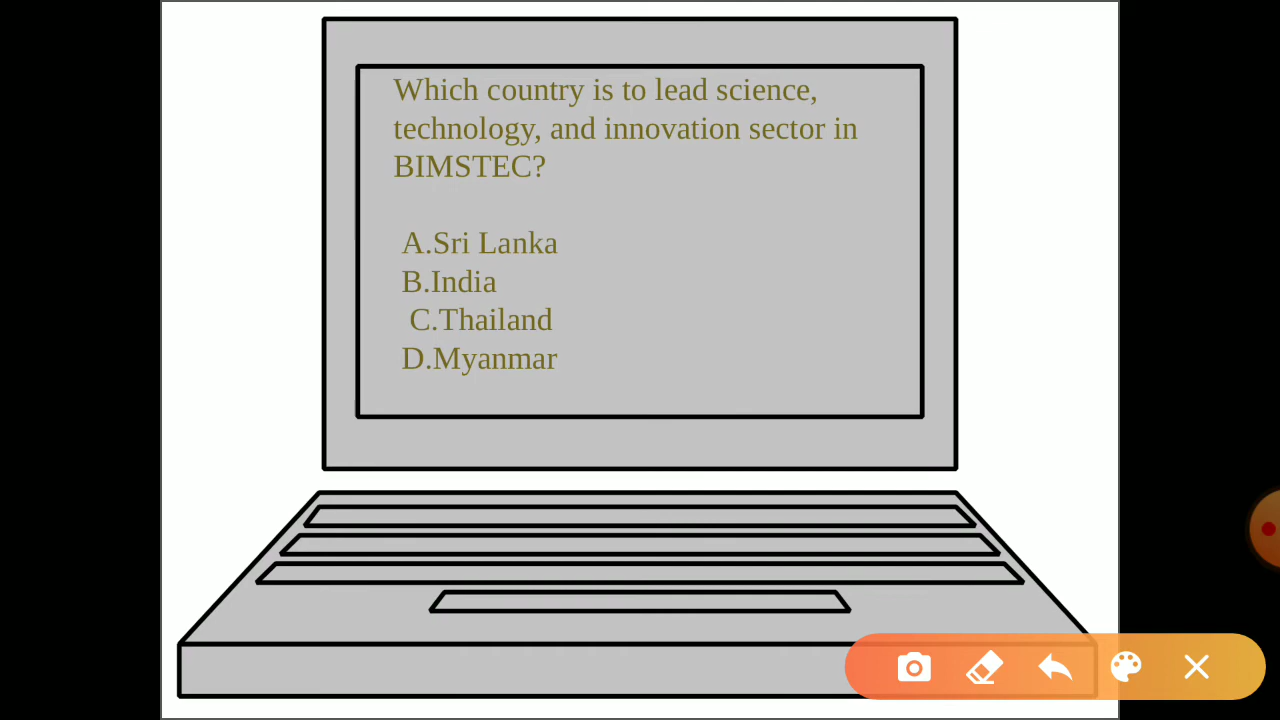 Which country is to lead science,
technology, and innovation sector in
BIMSTEC?
A.Sri Lanka
B.India
C.Thailand
D.Myanmar